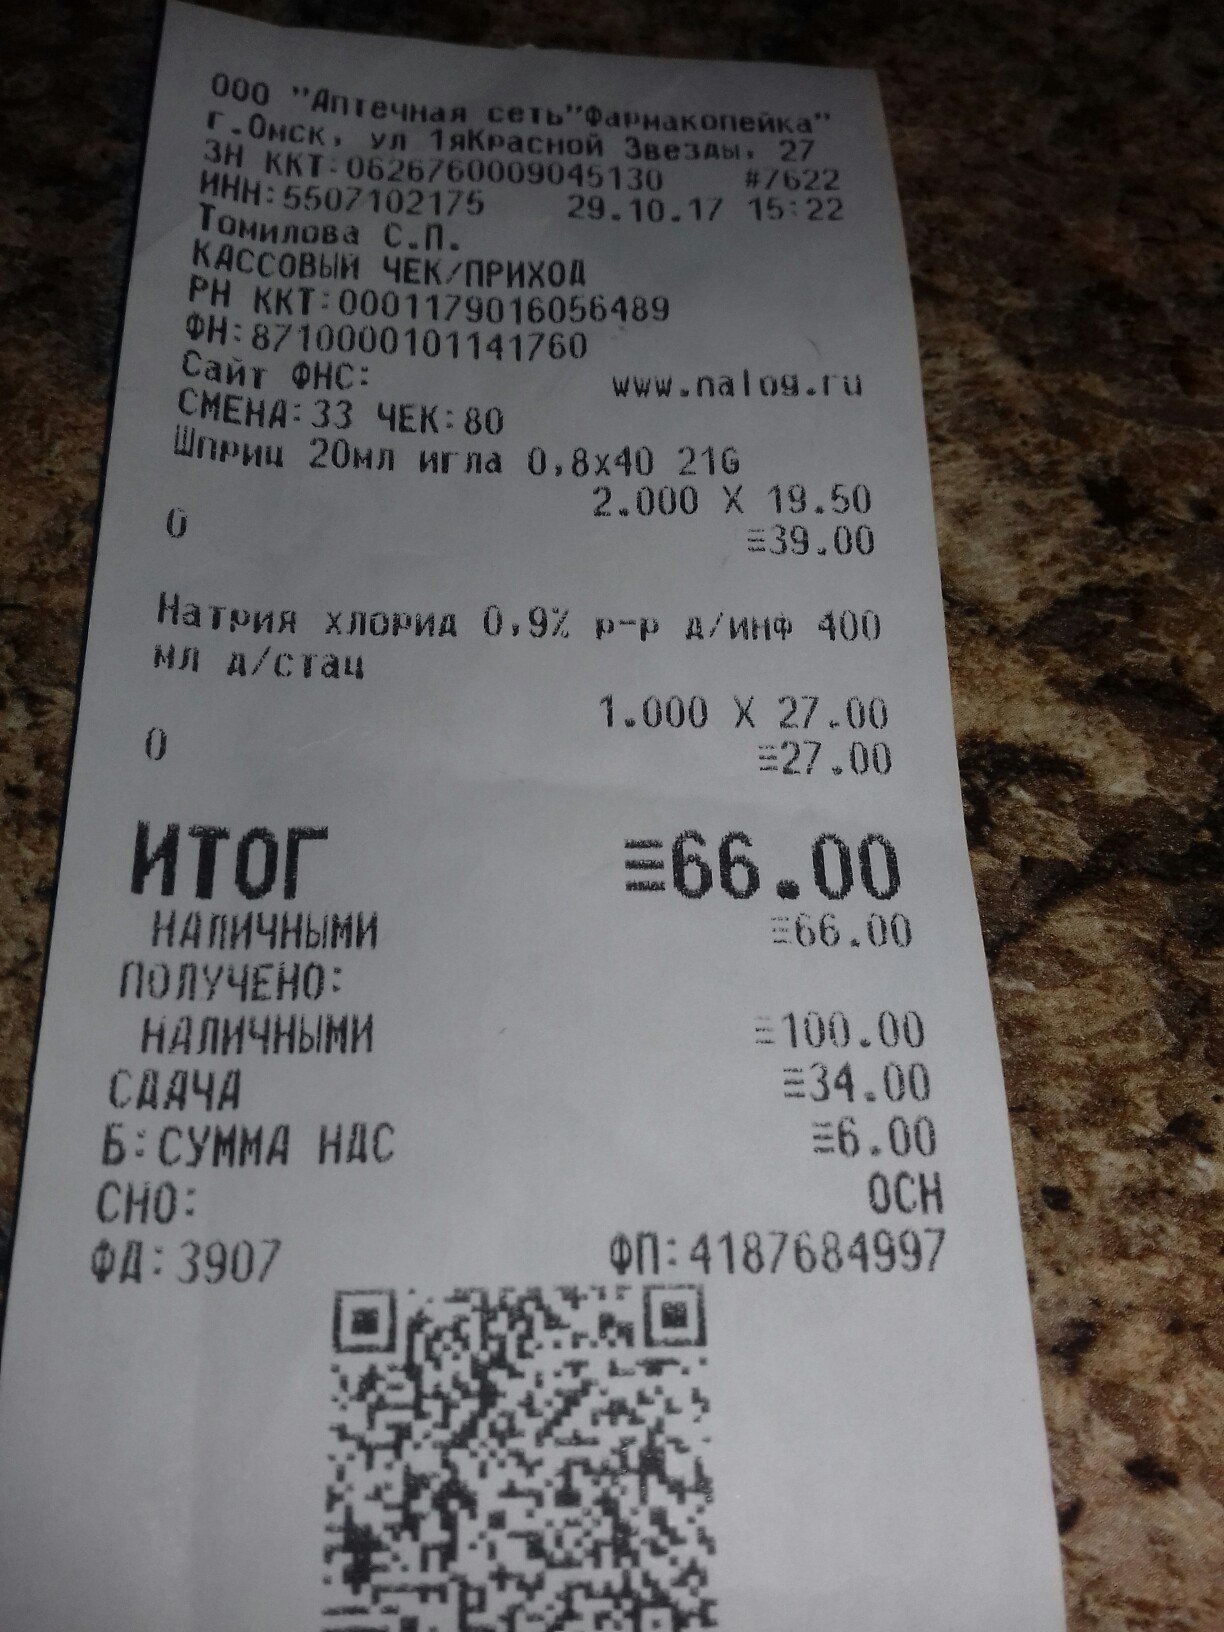 ООО "Аптечная сеть"Фармакопейка"
г.Омск, ул 1яКрасной Звезды, 27
ЗН ККТ:0626760009045130 #7622
ИНН:5507102175 29.10.17 15:22
Томилова С.П.
КАССОВЫЙ ЧЕК/ПРИХОД
РН ККТ:0001179016056489
ФН:8710000101141760
Сайт ФНС: www.nalog.ru
СМЕНА:33 ЧЕК:80
Шприц 20мл игла 0,8х40 21G
2.000 X 19.50
0 ≡39.00
Натрия хлорид 0,9% р-р д/инф 400
мл д/стац
1.000 X 27.00
0 ≡27.00
ИТОГ ≡66.00
НАЛИЧНЫМИ ≡66.00
ПОЛУЧЕНО:
НАЛИЧНЫМИ ≡100.00
СДАЧА ≡34.00
Б:СУММА НДС ≡6.00
СНО: ОСН
ФД:3907 ФП:4187684997